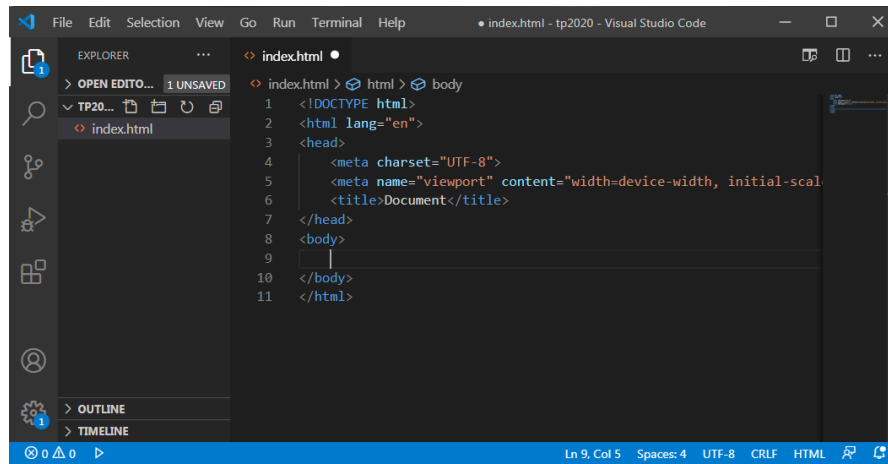 File Edit Selection View Go Run Terminal Help ● index.html - tp2020 - Visual Studio Code
EXPLORER ···
OPEN EDITO... 1 UNSAVED
TP20...
index.html
1
1
index.html ●
index.html > html > body
1 <!DOCTYPE html>
2 <html lang="en">
3 <head>
4 <meta charset="UTF-8">
5 <meta name="viewport" content="width=device-width, initial-scal
6 <title>Document</title>
7 </head>
8 <body>
9
10 </body>
11 </html>
OUTLINE
TIMELINE
0 0 Ln 9, Col 5 Spaces: 4 UTF-8 CRLF HTML